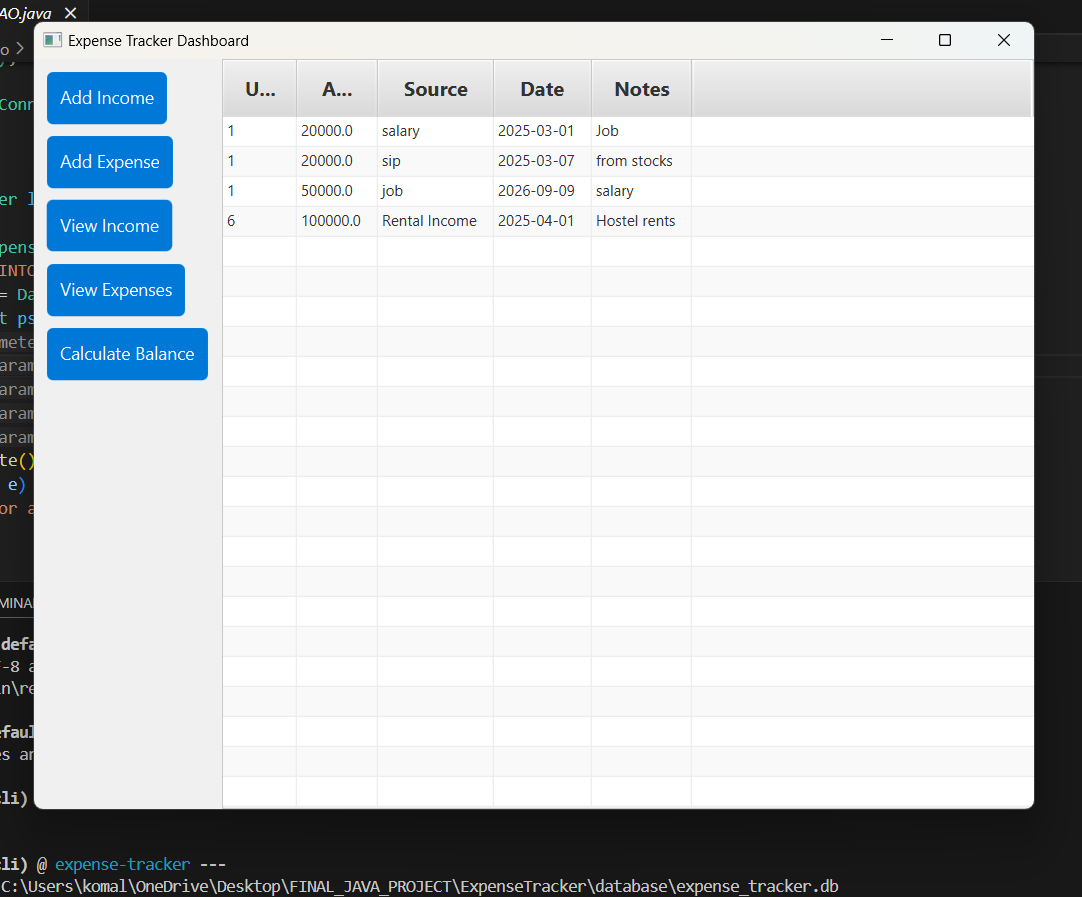 AO.java
Expense Tracker Dashboard
Add Income
Add Expense
View Income
View Expenses
Calculate Balance
U... A... Source Date Notes
1 20000.0 salary 2025-03-01 Job
1 20000.0 sip 2025-03-07 from stocks
1 50000.0 job 2026-09-09 salary
6 100000.0 Rental Income 2025-04-01 Hostel rents
o >
Conn
er l
pens
INTO
= Da
t ps
mete
aram
aram
aram
aram
te()
e)
or a
MINAL
defa
-8 a
n\re
efaul
es an
cli)
cli) @ expense-tracker ---
C:\Users\komal\OneDrive\Desktop\FINAL_JAVA_PROJECT\ExpenseTracker\database\expense_tracker.db